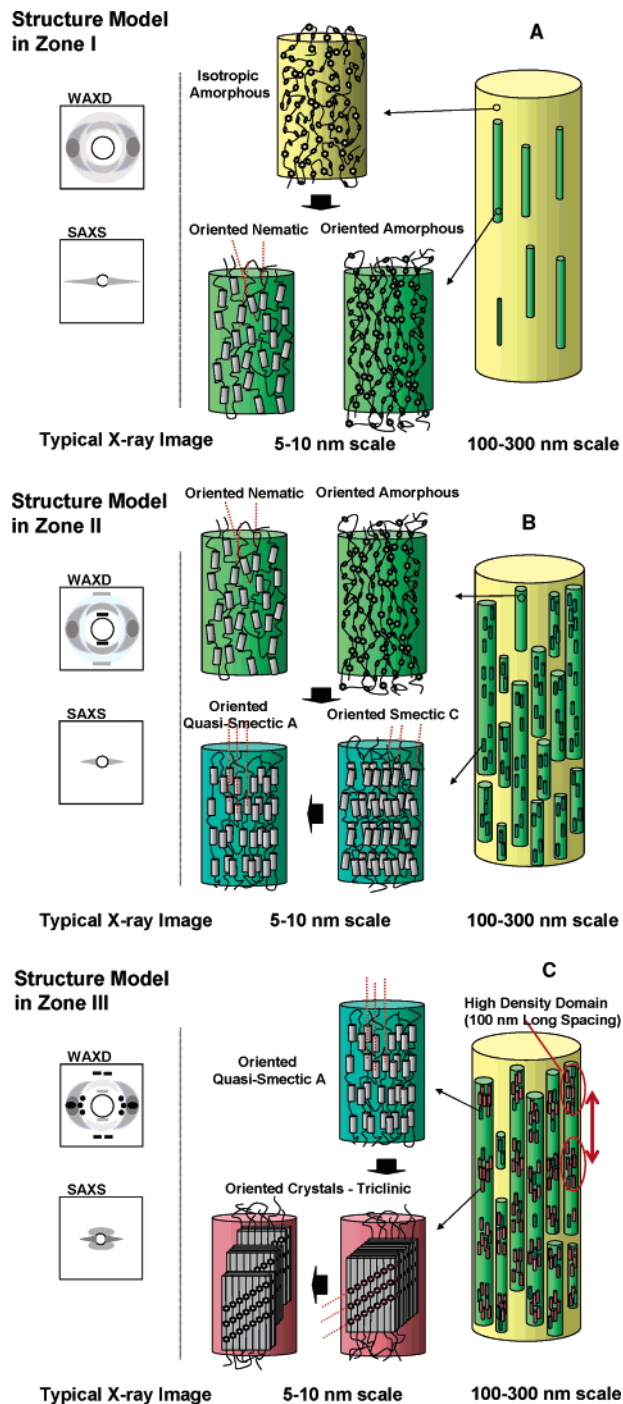 Structure Model
in Zone I
A
WAXD
Isotropic
Amorphous
SAXS
Oriented Nematic
Oriented Amorphous
Typical X-ray Image
5-10 nm scale
100-300 nm scale
Structure Model
in Zone II
Oriented Nematic
Oriented Amorphous
B
WAXD
SAXS
Oriented
Quasi-Smectic A
Oriented Smectic C
Typical X-ray Image
5-10 nm scale
100-300 nm scale
Structure Model
in Zone III
C
High Density Domain
(100 nm Long Spacing)
WAXD
Oriented
Quasi-Smectic A
SAXS
Oriented Crystals - Triclinic
Typical X-ray Image
5-10 nm scale
100-300 nm scale